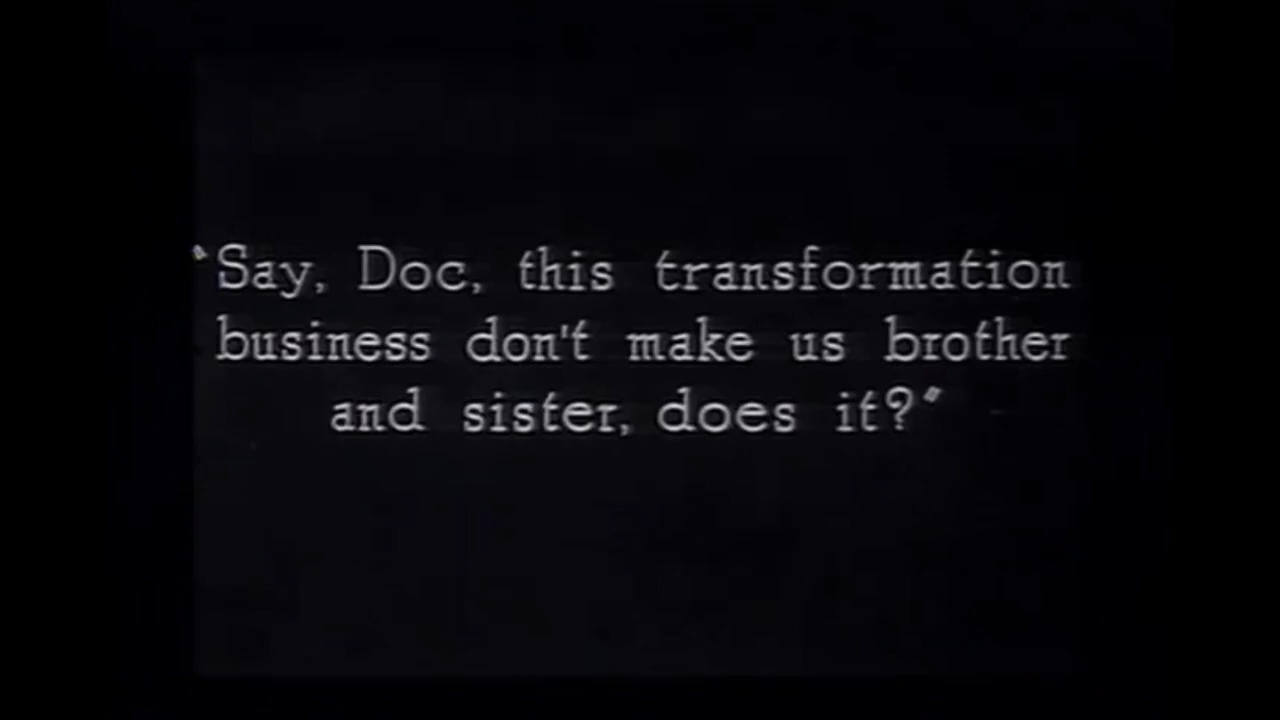 "Say, Doc, this transformation
business don't make us brother
and sister, does it?"